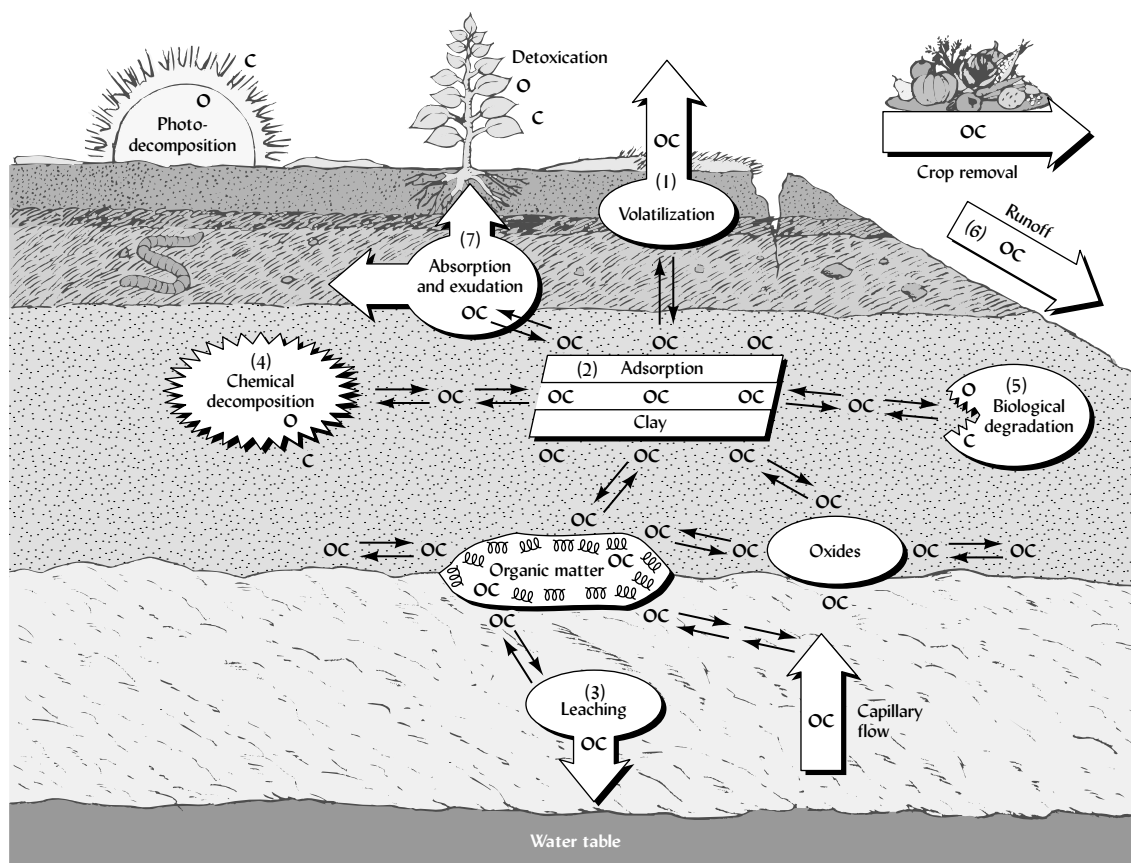 C
O
Photo-
decomposition
Detoxication
O
C
OC
(1)
Volatilization
OC
Crop removal
Runoff
(6) OC
(7)
Absorption
and exudation
OC
OC OC OC
(4)
Chemical
decomposition
O
C
OC
(2) Adsorption
OC OC OC
Clay
OC OC OC
OC
(5)
O
Biological
degradation
C
OC
OC OC
OC
OC
Organic matter
OC
OC
OC
Oxides
OC OC
OC
OC
OC
(3)
Leaching
OC
OC
Capillary
flow
Water table